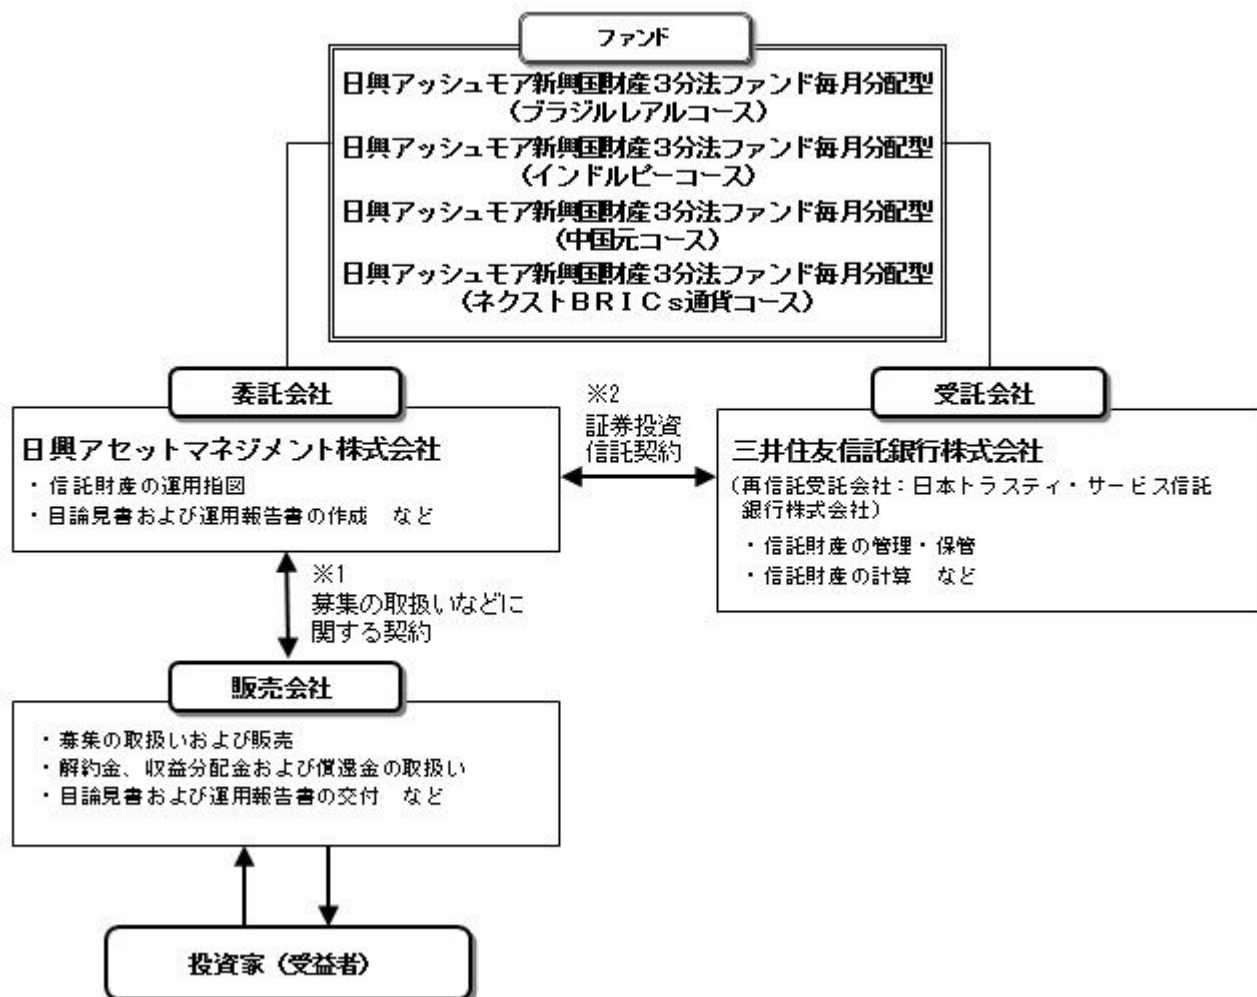 ファンド
日興アッシュモア新興国財産3分法ファンド毎月分配型
（ブラジルレアルコース）
日興アッシュモア新興国財産3分法ファンド毎月分配型
（インドルピーコース）
日興アッシュモア新興国財産3分法ファンド毎月分配型
（中国元コース）
日興アッシュモア新興国財産3分法ファンド毎月分配型
（ネクストＢＲＩＣｓ通貨コース）
委託会社
日興アセットマネジメント株式会社
・信託財産の運用指図
・目論見書および運用報告書の作成　など
※2
証券投資
信託契約
受託会社
三井住友信託銀行株式会社
（再信託受託会社：日本トラスティ・サービス信託
銀行株式会社）
・信託財産の管理・保管
・信託財産の計算　など
※1
募集の取扱いなどに
関する契約
販売会社
・募集の取扱いおよび販売
・解約金、収益分配金および償還金の取扱い
・目論見書および運用報告書の交付　など
投資家（受益者）